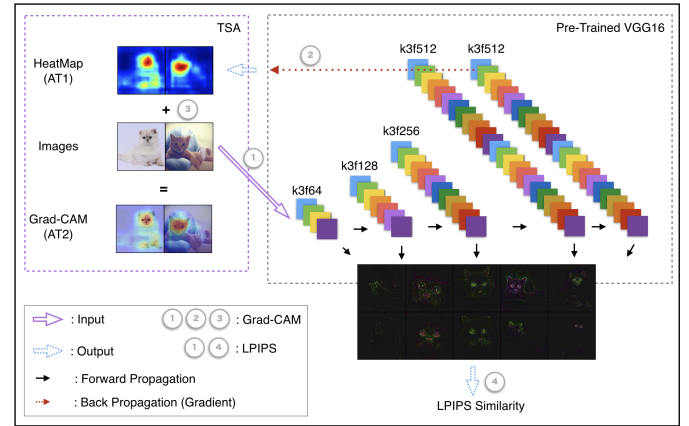 TSA
Pre-Trained VGG16
HeatMap
(AT1)
+ 3
Images
=
Grad-CAM
(AT2)
1
2
k3f64
k3f128
k3f256
k3f512
k3f512
4
LPIPS Similarity
: Input
1 2 3 : Grad-CAM
: Output
1 4 : LPIPS
: Forward Propagation
: Back Propagation (Gradient)